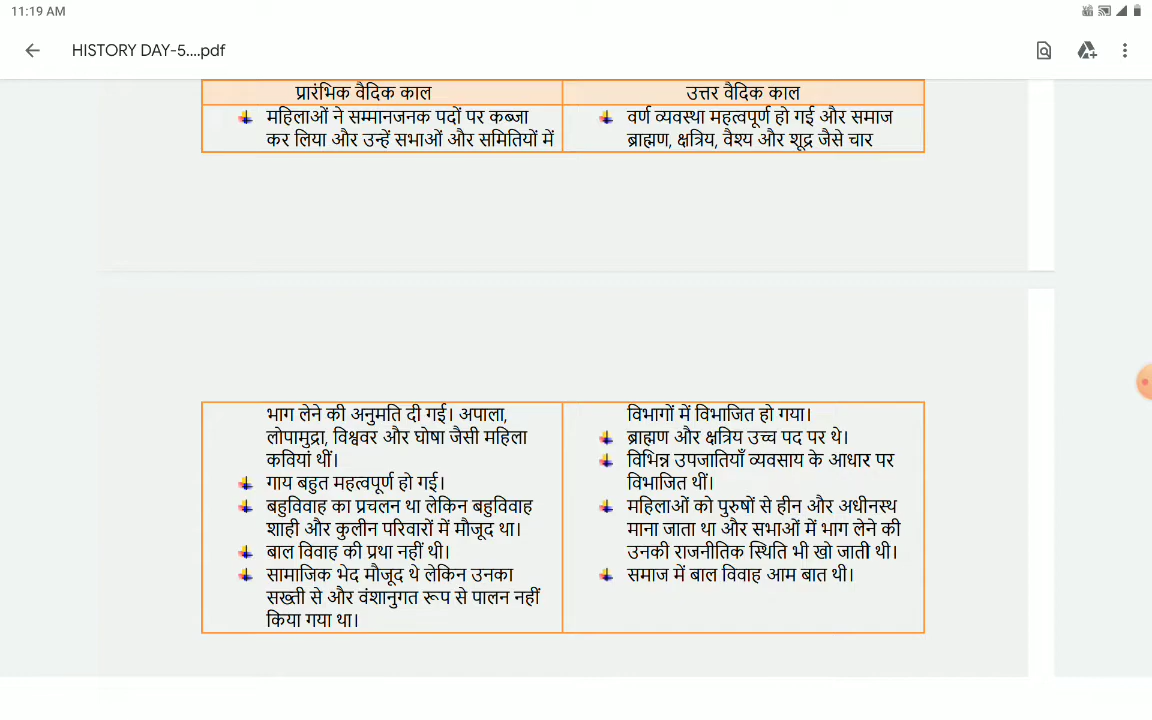 11:19 AM
HISTORY DAY-5....pdf
प्रारंभिक वैदिक काल
उत्तर वैदिक काल
महिलाओं ने सम्मानजनक पदों पर कब्जा
कर लिया और उन्हें सभाओं और समितियों में
वर्ण व्यवस्था महत्वपूर्ण हो गई और समाज
ब्राह्मण, क्षत्रिय, वैश्य और शूद्र जैसे चार
भाग लेने की अनुमति दी गई। अपाला,
लोपामुद्रा, विश्ववर और घोषा जैसी महिला
कवियां थीं।
गाय बहुत महत्वपूर्ण हो गई।
बहुविवाह का प्रचलन था लेकिन बहुविवाह
शाही और कुलीन परिवारों में मौजूद था।
बाल विवाह की प्रथा नहीं थी।
सामाजिक भेद मौजूद थे लेकिन उनका
सख्ती से और वंशानुगत रूप से पालन नहीं
किया गया था।
विभागों में विभाजित हो गया।
ब्राह्मण और क्षत्रिय उच्च पद पर थे।
विभिन्न उपजातियाँ व्यवसाय के आधार पर
विभाजित थीं।
महिलाओं को पुरुषों से हीन और अधीनस्थ
माना जाता था और सभाओं में भाग लेने की
उनकी राजनीतिक स्थिति भी खो जाती थी।
समाज में बाल विवाह आम बात थी।